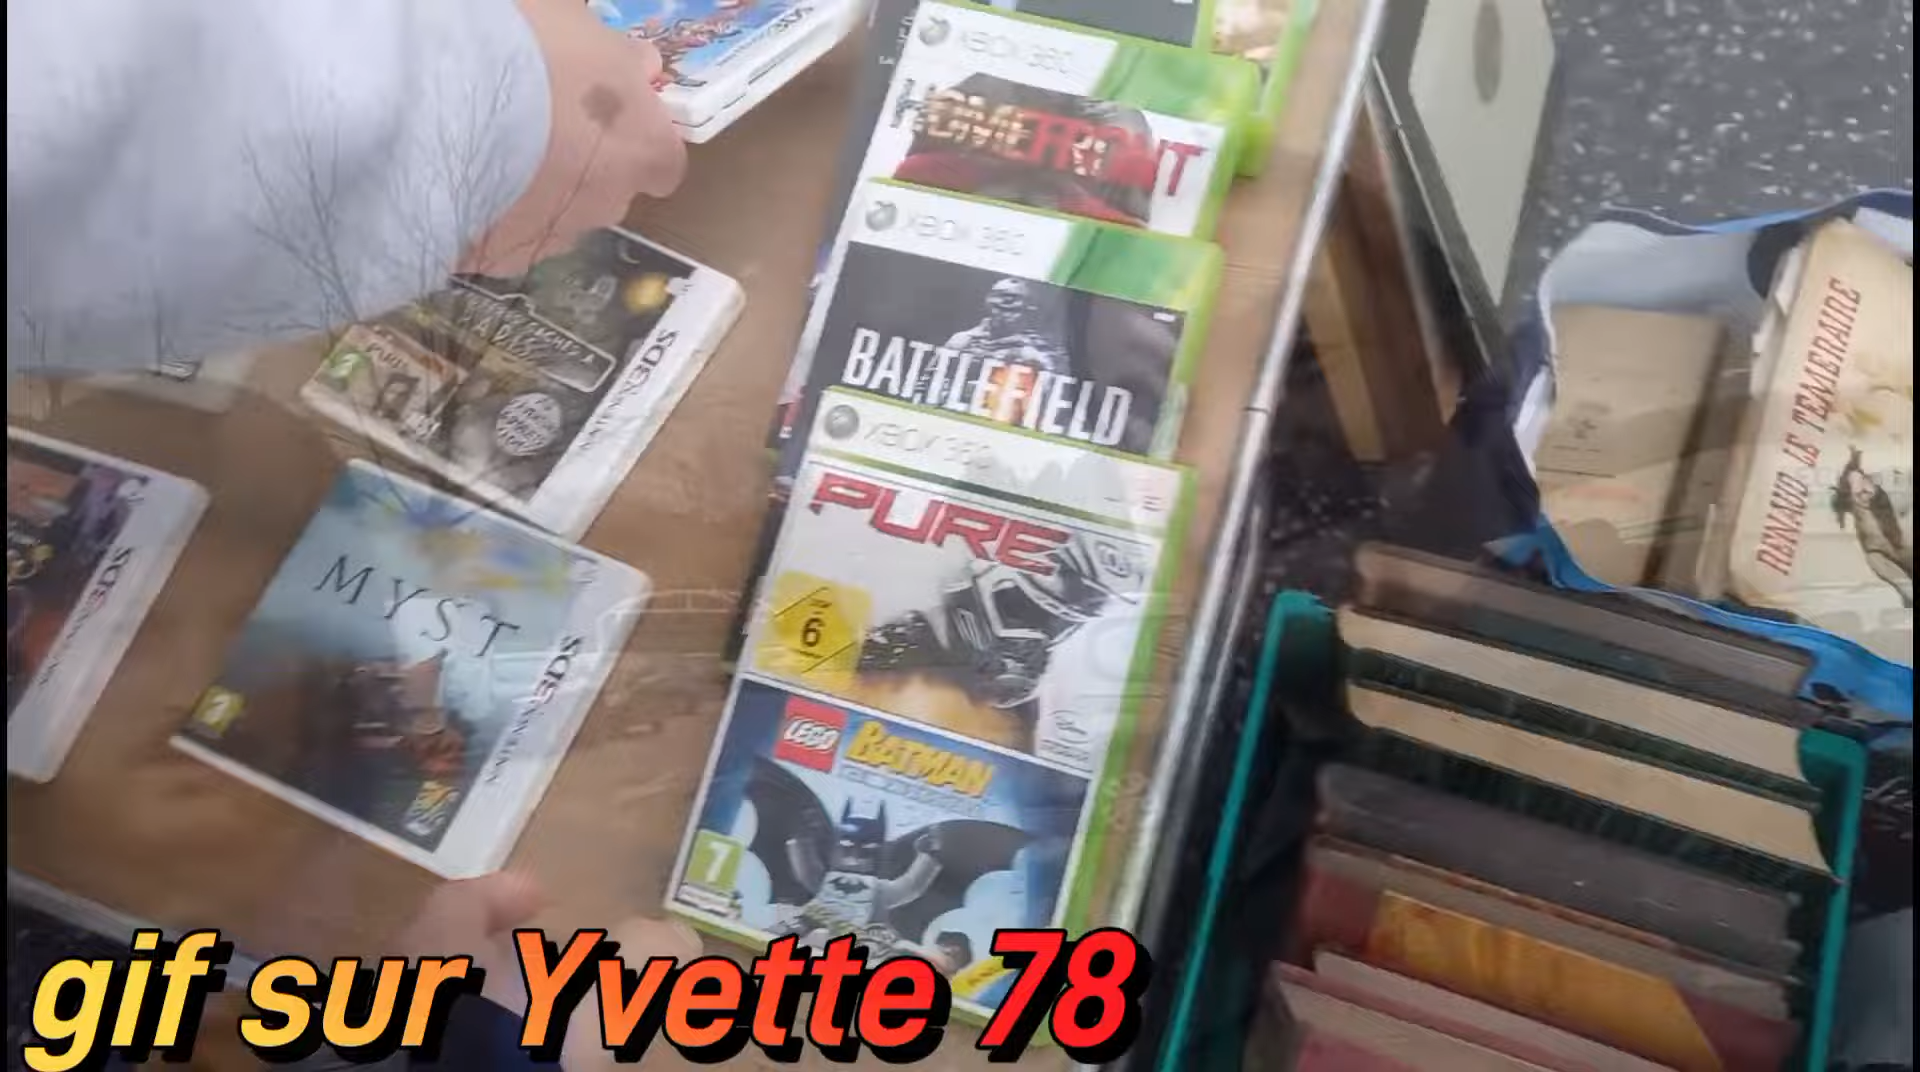 3DS
XBOX 360
HOMEFRONT
XBOX 360
BATTLEFIELD
NINTENDO 3DS
XBOX 360
PURE
6
MYST
NINTENDO 3DS
LEGO
BATMAN
7
RENAUD LE TEMERAIRE
gif sur Yvette 78